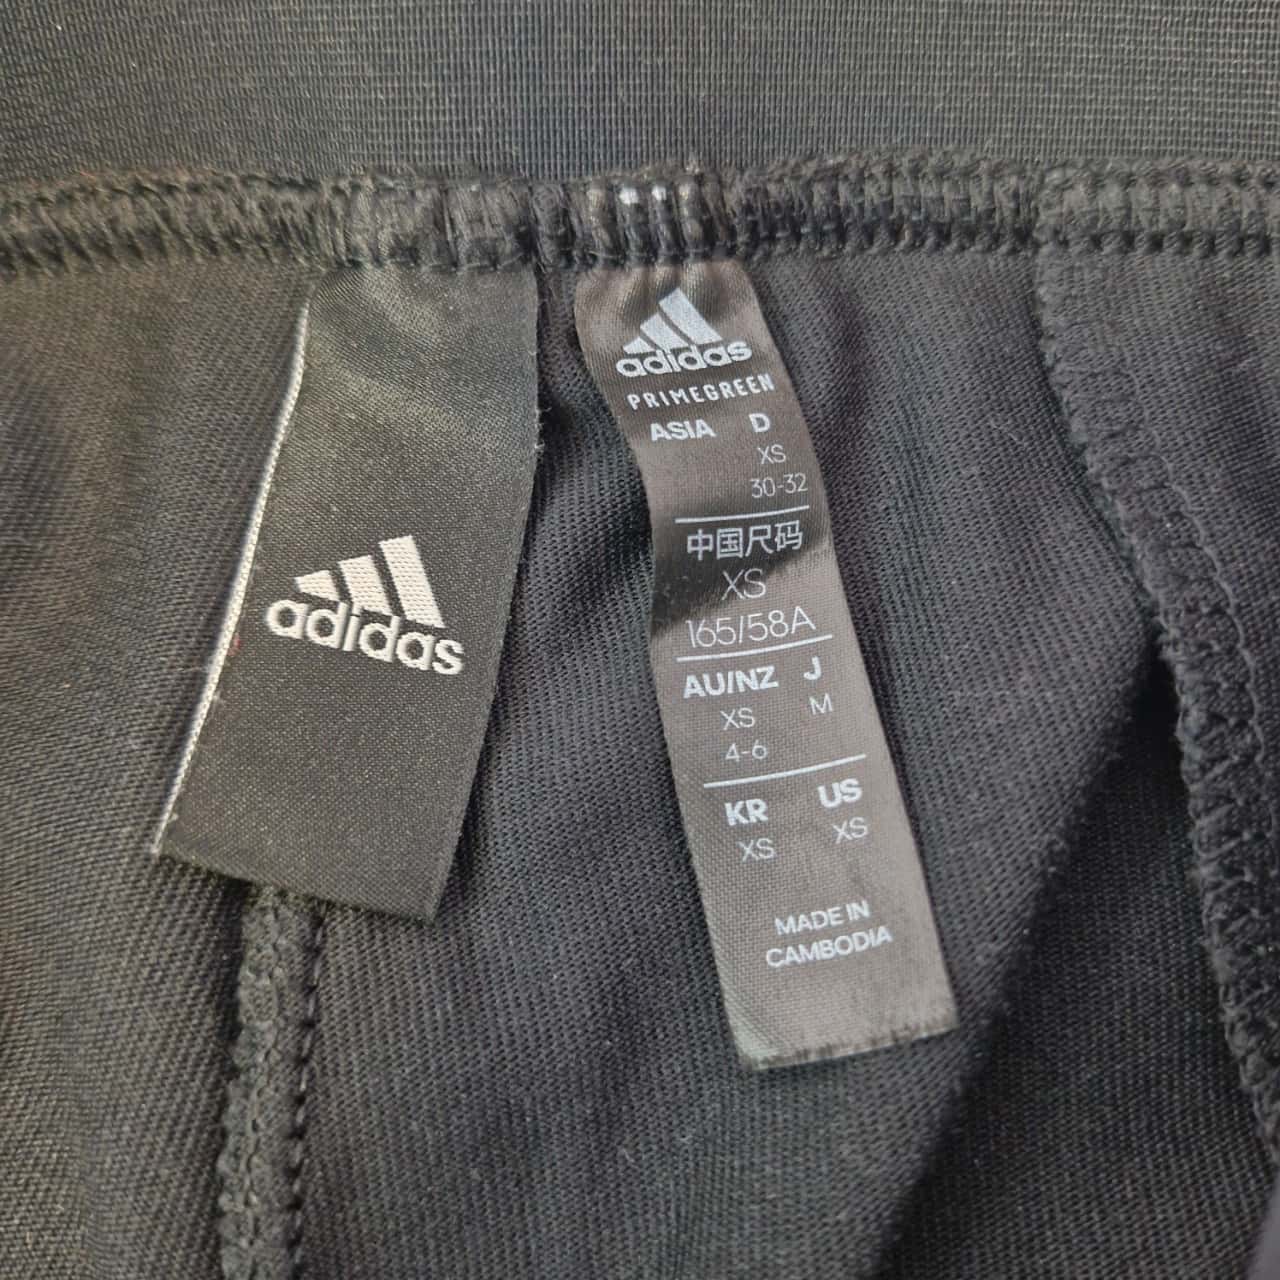 adidas
adidas
PRIMEGREEN
ASIA D
XS
30-32
中国尺码
XS
165/58A
AU/NZ J
XS M
4-6
KR US
XS XS
MADE IN
CAMBODIA